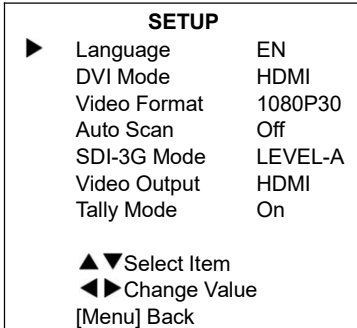 SETUP
▶ Language EN
DVI Mode HDMI
Video Format 1080P30
Auto Scan Off
SDI-3G Mode LEVEL-A
Video Output HDMI
Tally Mode On
▲▼Select Item
◀▶Change Value
[Menu] Back